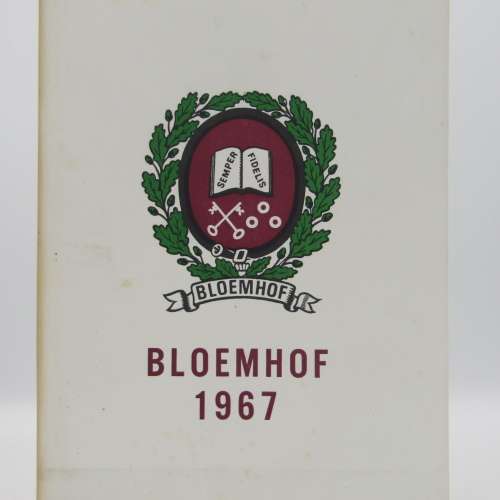 SEMPER
FIDELIS
BLOEMHOF
BLOEMHOF
1967